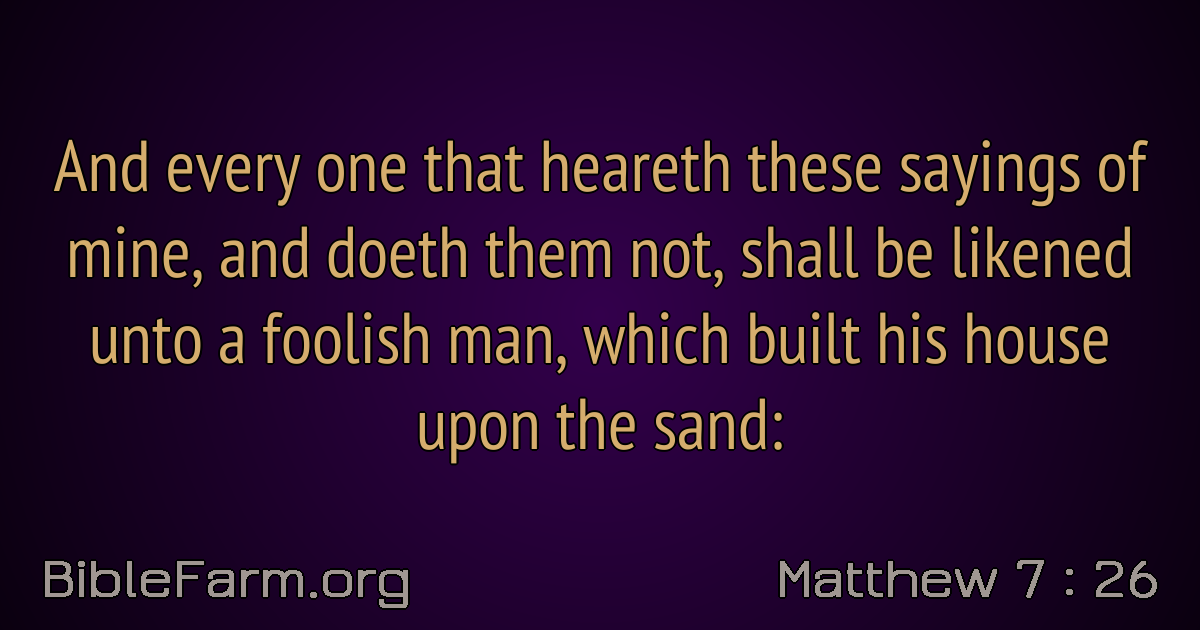 And every one that heareth these sayings of
mine, and doeth them not, shall be likened
unto a foolish man, which built his house
upon the sand:
BibleFarm.org
Matthew 7 : 26